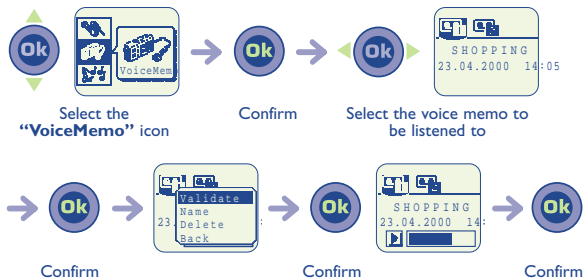 Ok
VoiceMem
Select the
“VoiceMemo” icon
Ok
Confirm
Ok
SHOPPING
23.04.2000 14:05
Select the voice memo to
be listened to
Ok
Confirm
Validate
Name
23. Delete :
Back
Ok
Confirm
SHOPPING
23.04.2000 14:
Ok
Confirm